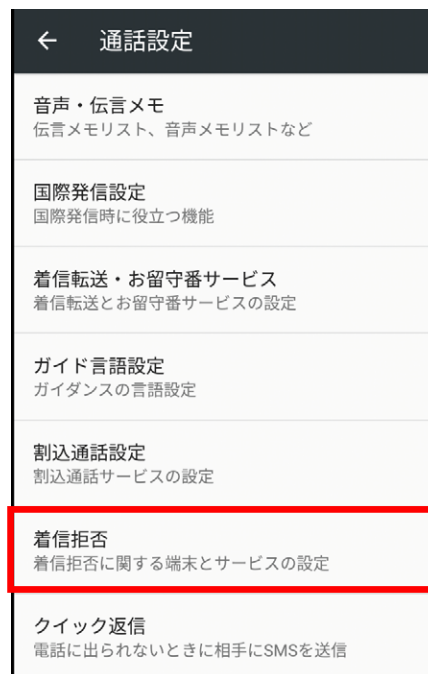 通話設定
音声・伝言メモ
伝言メモリスト、音声メモリストなど
国際発信設定
国際発信時に役立つ機能
着信転送・お留守番サービス
着信転送とお留守番サービスの設定
ガイド言語設定
ガイダンスの言語設定
割込通話設定
割込通話サービスの設定
着信拒否
着信拒否に関する端末とサービスの設定
クイック返信
電話に出られないときに相手にSMSを送信